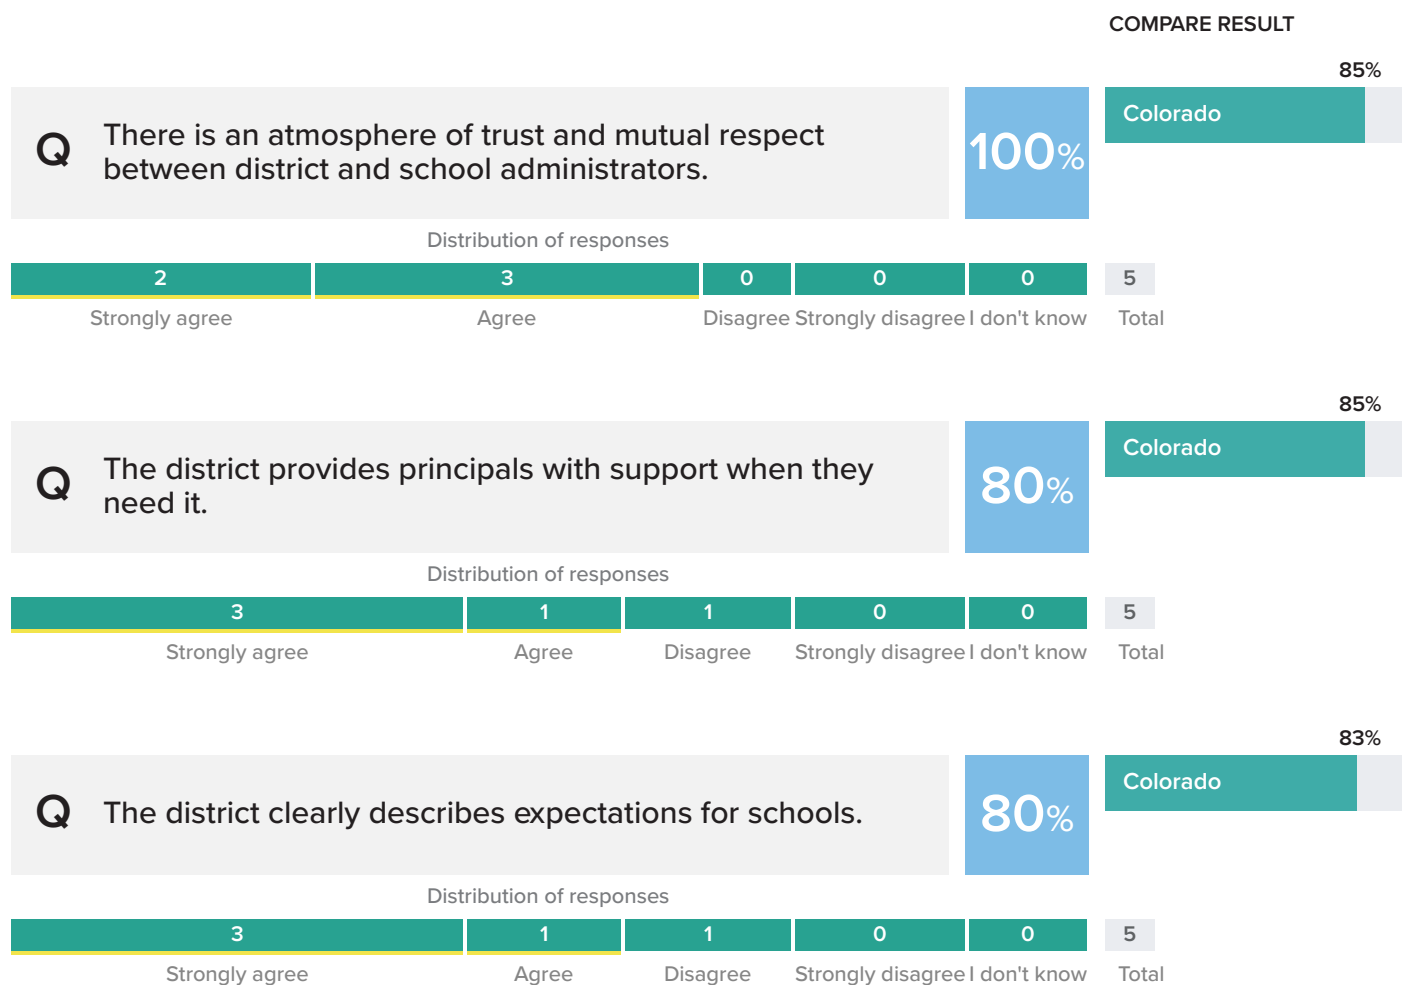 COMPARE RESULT
85%
Q There is an atmosphere of trust and mutual respect
between district and school administrators.
100%
Colorado
Distribution of responses
2 3 0 0 0 5
Strongly agree Agree Disagree Strongly disagree I don't know Total
85%
Q The district provides principals with support when they
need it.
80%
Colorado
Distribution of responses
3 1 1 0 0 5
Strongly agree Agree Disagree Strongly disagree I don't know Total
83%
Q The district clearly describes expectations for schools.
80%
Colorado
Distribution of responses
3 1 1 0 0 5
Strongly agree Agree Disagree Strongly disagree I don't know Total